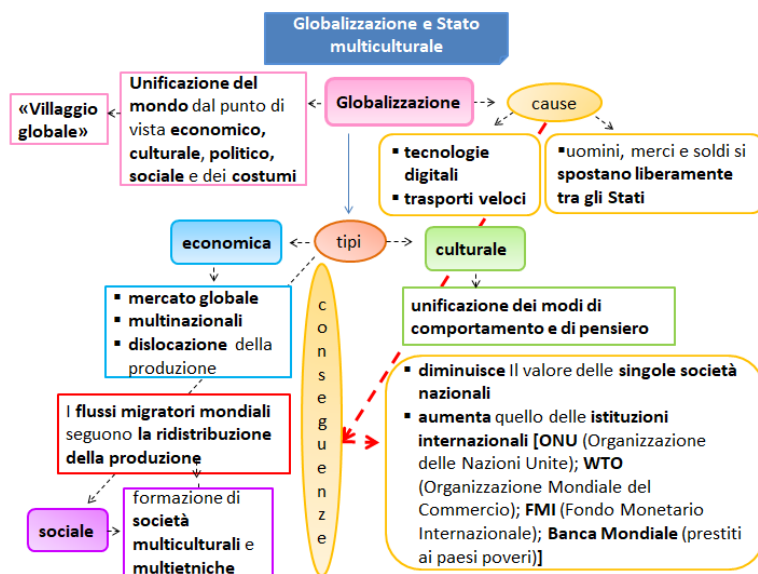 Globalizzazione e Stato
multiculturale
«Villaggio
globale»
Unificazione del
mondo dal punto di
vista economico,
culturale, politico,
sociale e dei costumi
Globalizzazione
cause
▪ tecnologie
digitali
▪ trasporti veloci
▪uomini, merci e soldi si
spostano liberamente
tra gli Stati
economica
tipi
culturale
▪ mercato globale
▪ multinazionali
▪ dislocazione della
produzione
unificazione dei modi di
comportamento e di pensiero
conseguenze
▪ diminuisce Il valore delle singole società
nazionali
▪ aumenta quello delle istituzioni
internazionali [ONU (Organizzazione
delle Nazioni Unite); WTO
(Organizzazione Mondiale del
Commercio); FMI (Fondo Monetario
Internazionale); Banca Mondiale (prestiti
ai paesi poveri)]
I flussi migratori mondiali
seguono la ridistribuzione
della produzione
sociale
formazione di
società
multiculturali e
multietniche